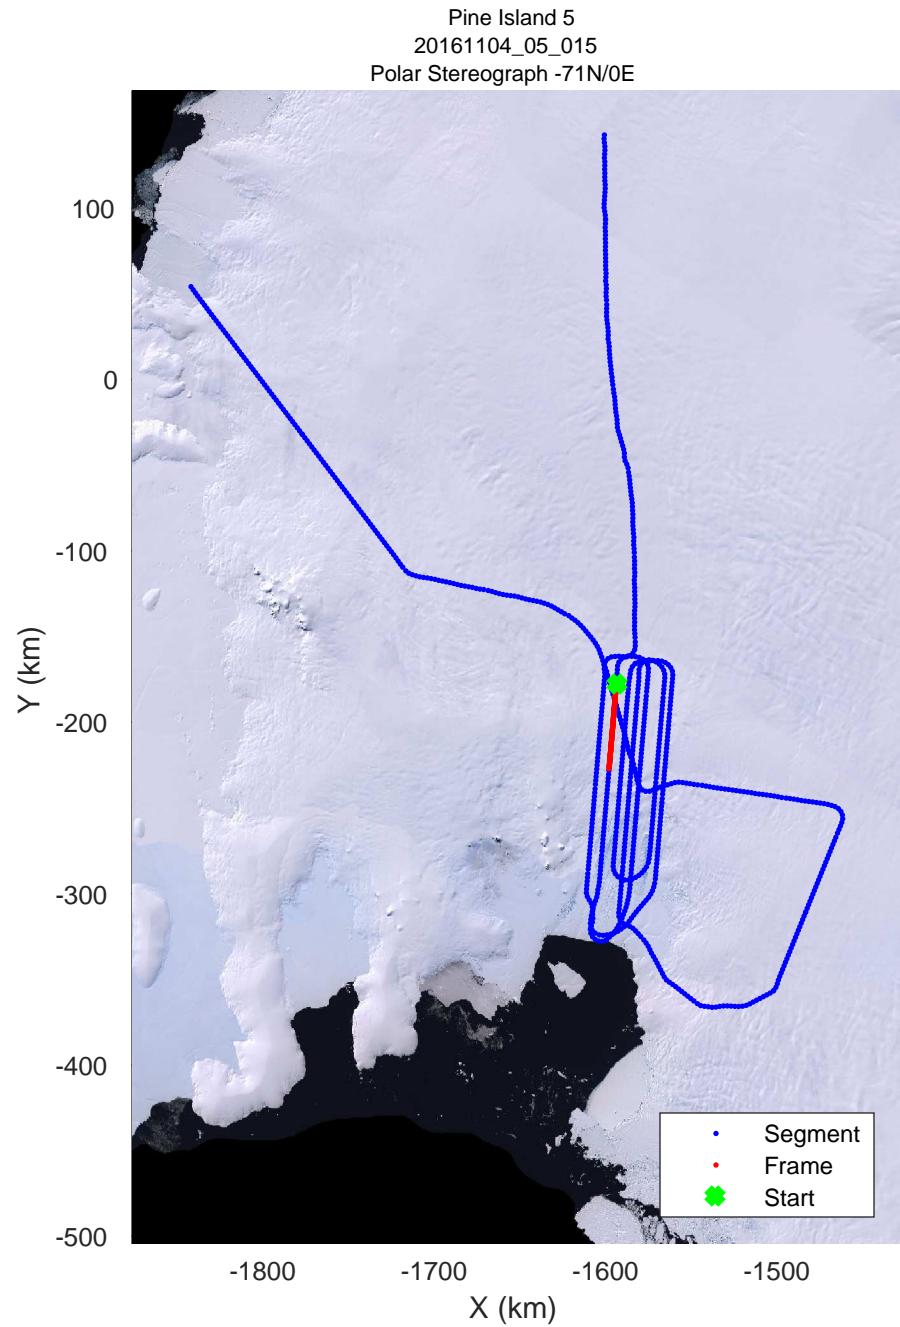 Pine Island 5
20161104_05_015
Polar Stereograph -71N/0E
100
0
-100
-200
-300
-400
-500
Y (km)
-1800
-1700
-1600
-1500
X (km)
Segment
Frame
Start